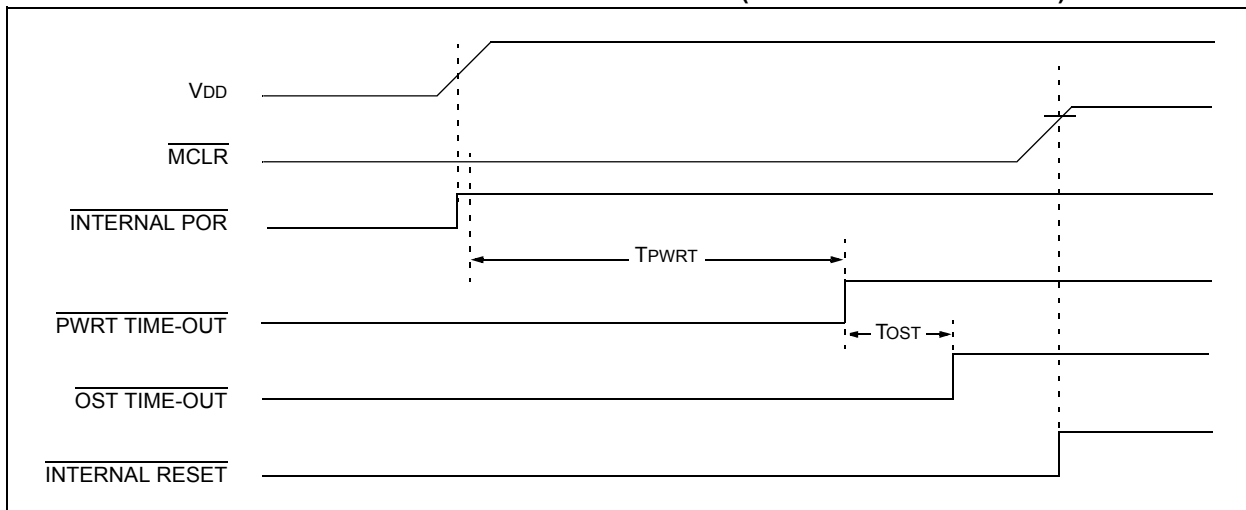 VDD
MCLR
INTERNAL POR
TPWRT
PWRT TIME-OUT
TOST
OST TIME-OUT
INTERNAL RESET